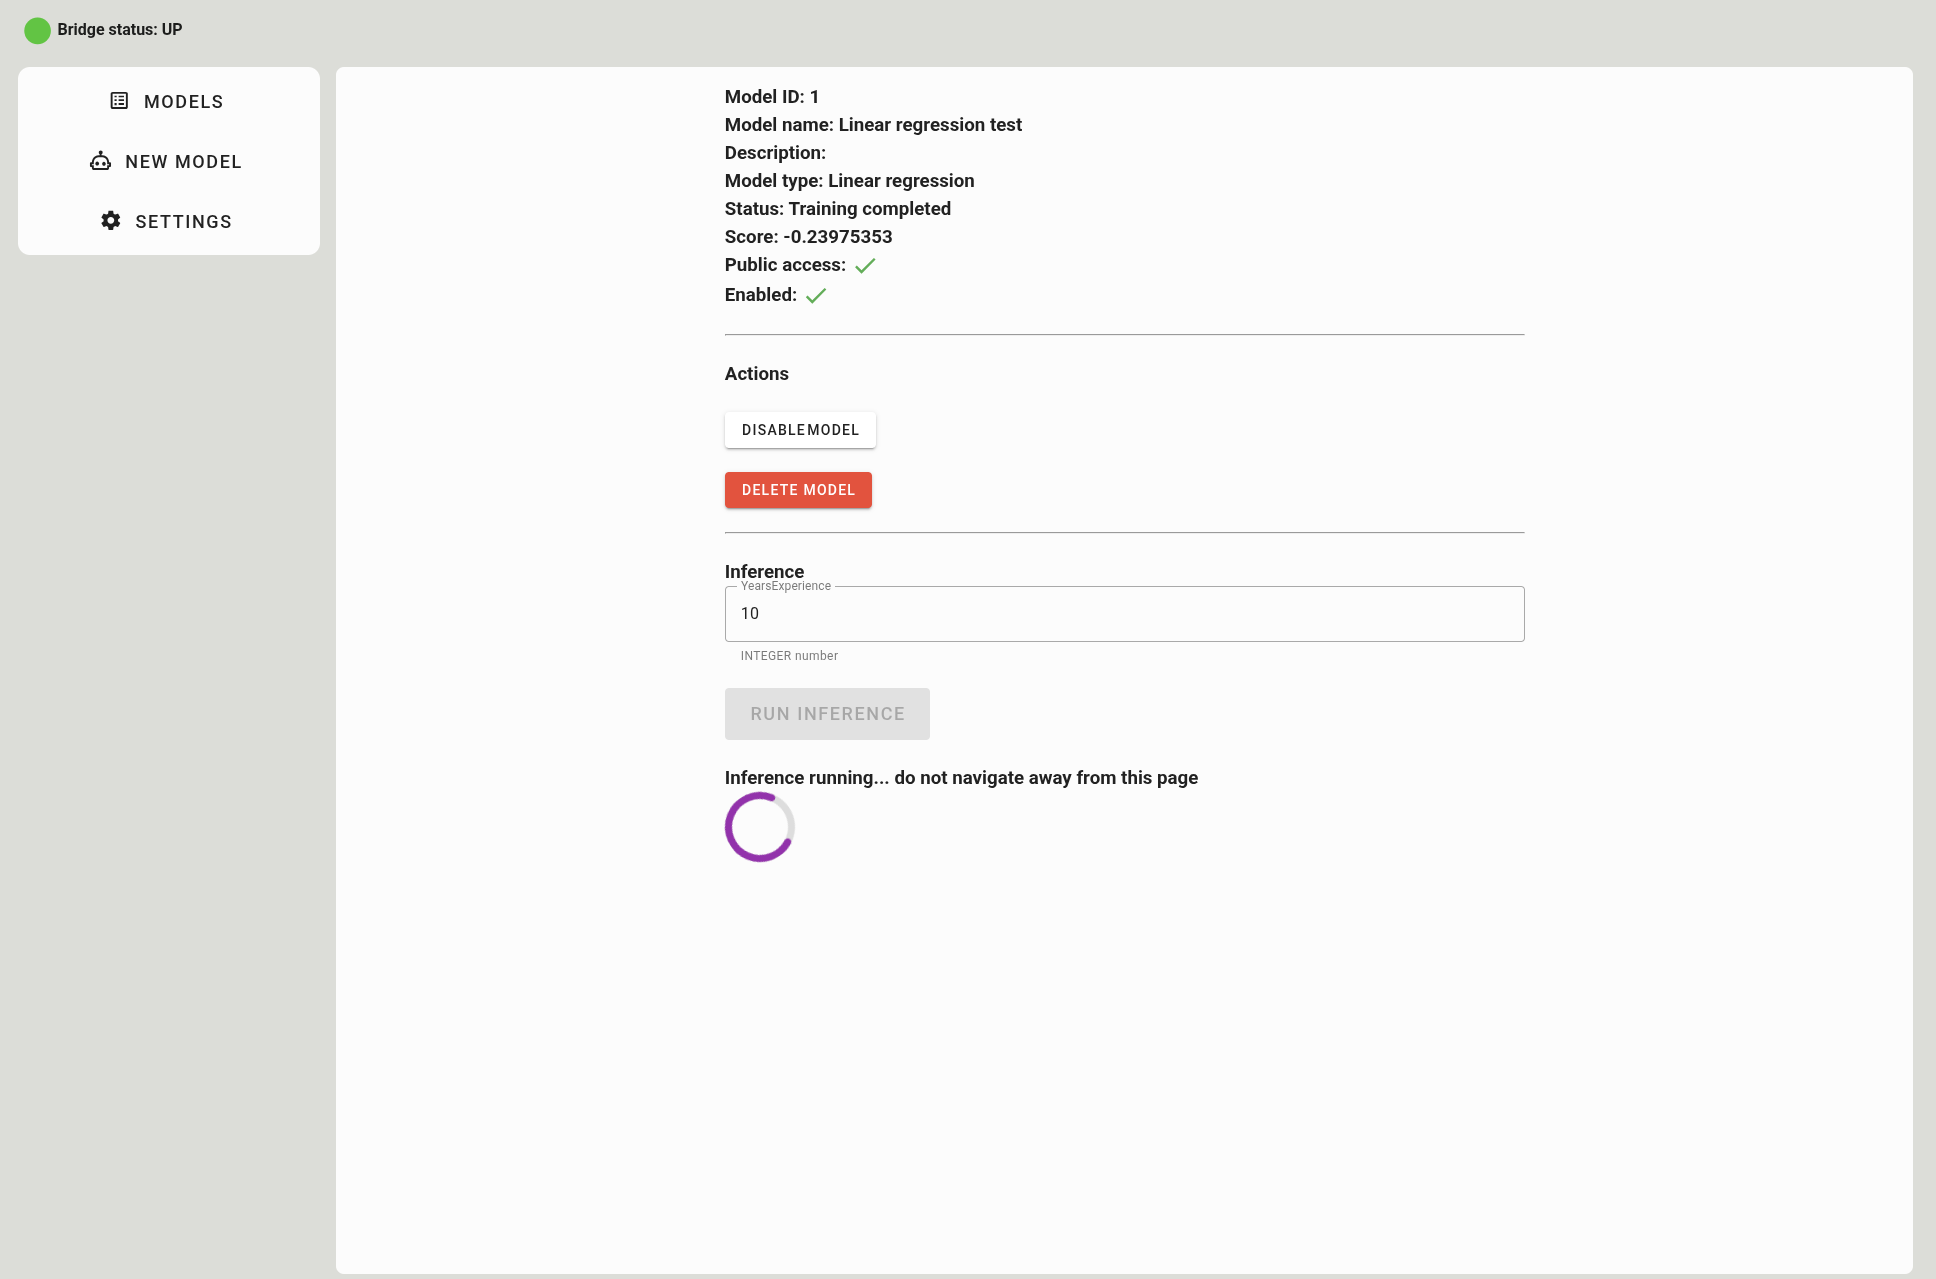 Bridge status: UP
MODELS
NEW MODEL
SETTINGS
Model ID: 1
Model name: Linear regression test
Description:
Model type: Linear regression
Status: Training completed
Score: -0.23975353
Public access:
Enabled:
Actions
DISABLEMODEL
DELETE MODEL
Inference
YearsExperience
10
INTEGER number
RUN INFERENCE
Inference running... do not navigate away from this page